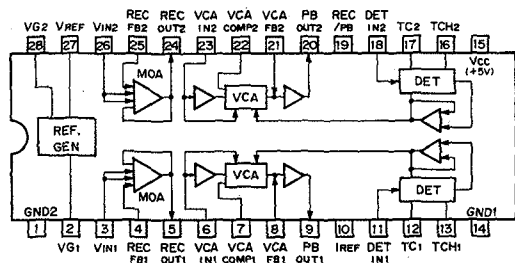 VG2 VREF VIN2 REC FB2 REC OUT2 VCA IN2 VCA COMP2 VCA FB2 PB OUT2 REC /PB DET IN2 TC2 TCH2
28 27 26 25 24 23 22 21 20 19 18 17 16 15
VCC (+5V)
MOA
DET
VCA
REF. GEN
MOA
VCA
DET
GND2
GND1
1 2 3 4 5 6 7 8 9 10 11 12 13 14
VG1 VIN1 REC FB1 REC OUT1 VCA IN1 VCA COMP1 VCA FB1 PB OUT1 IREF DET IN1 TC1 TCH1